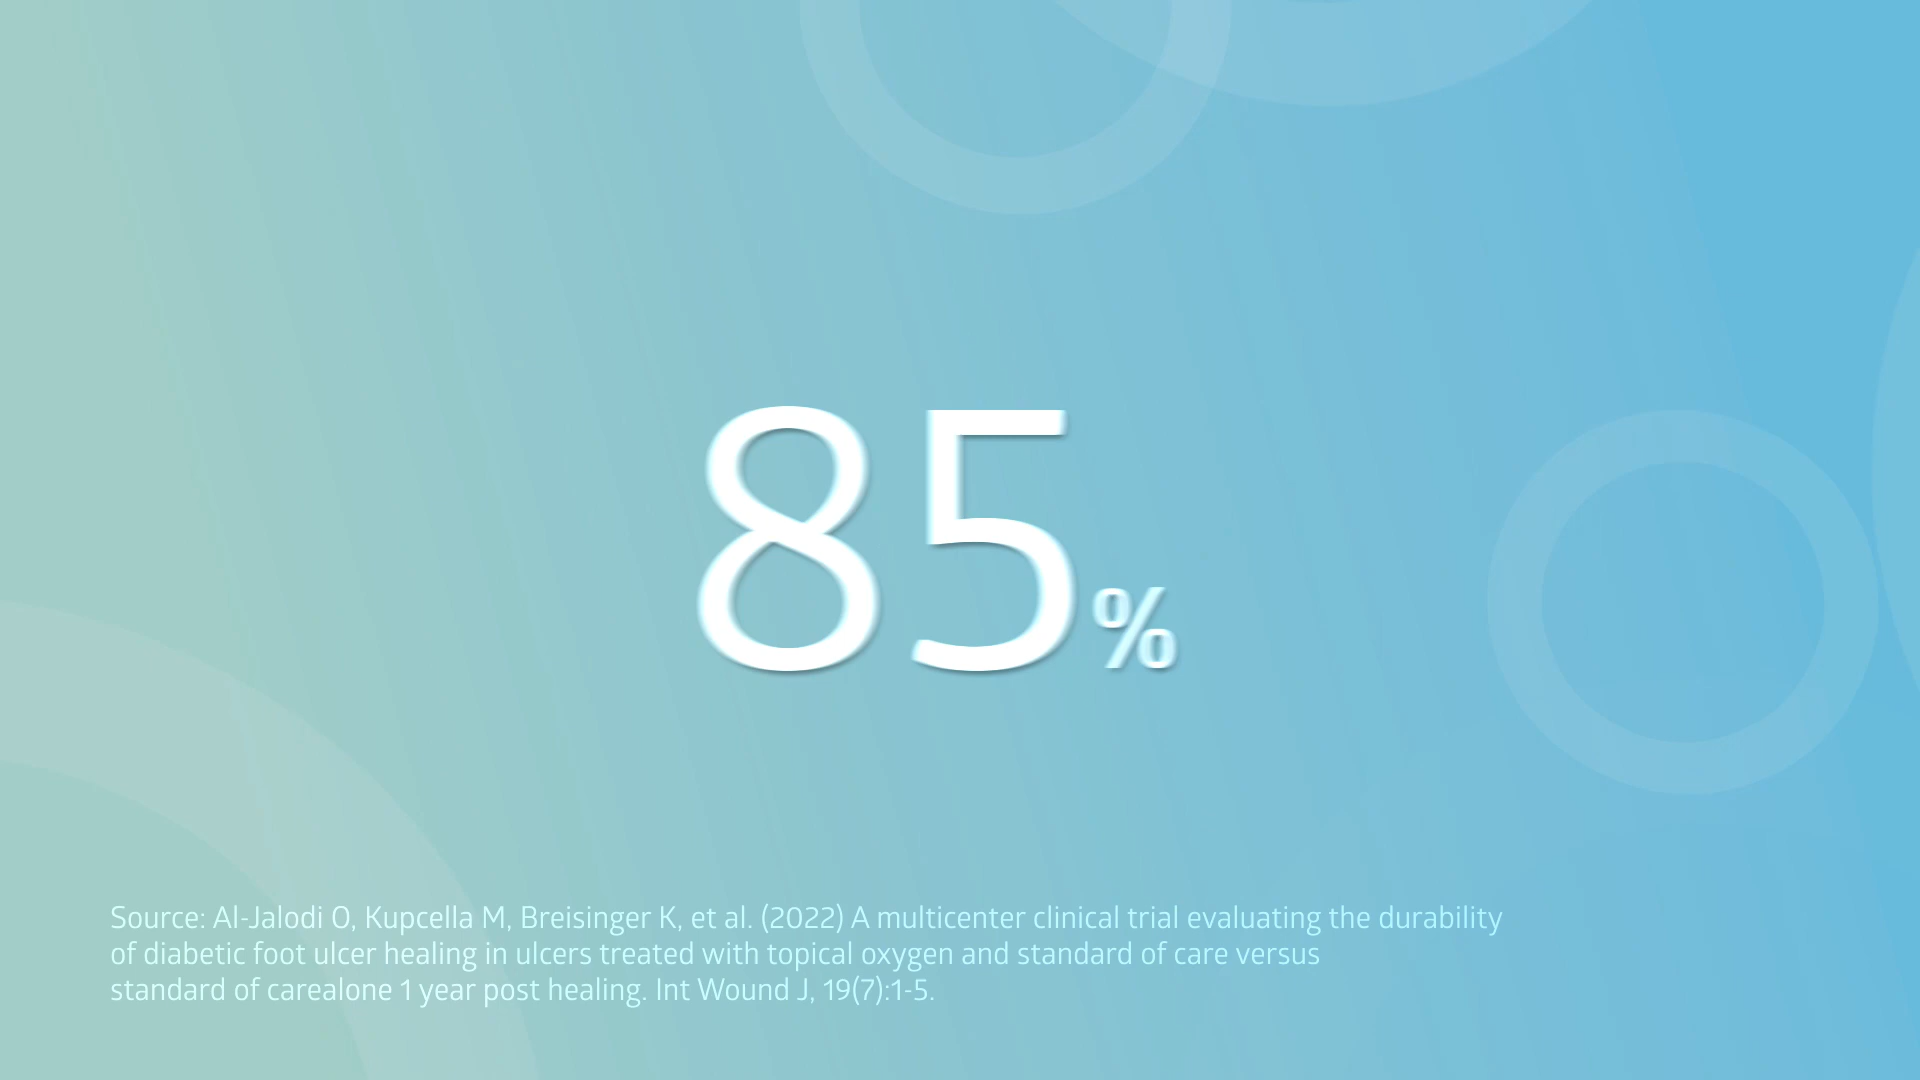 85%
Source: Al-Jalodi O, Kupcella M, Breisinger K, et al. (2022) A multicenter clinical trial evaluating the durability
of diabetic foot ulcer healing in ulcers treated with topical oxygen and standard of care versus
standard of carealone 1 year post healing. Int Wound J, 19(7):1-5.